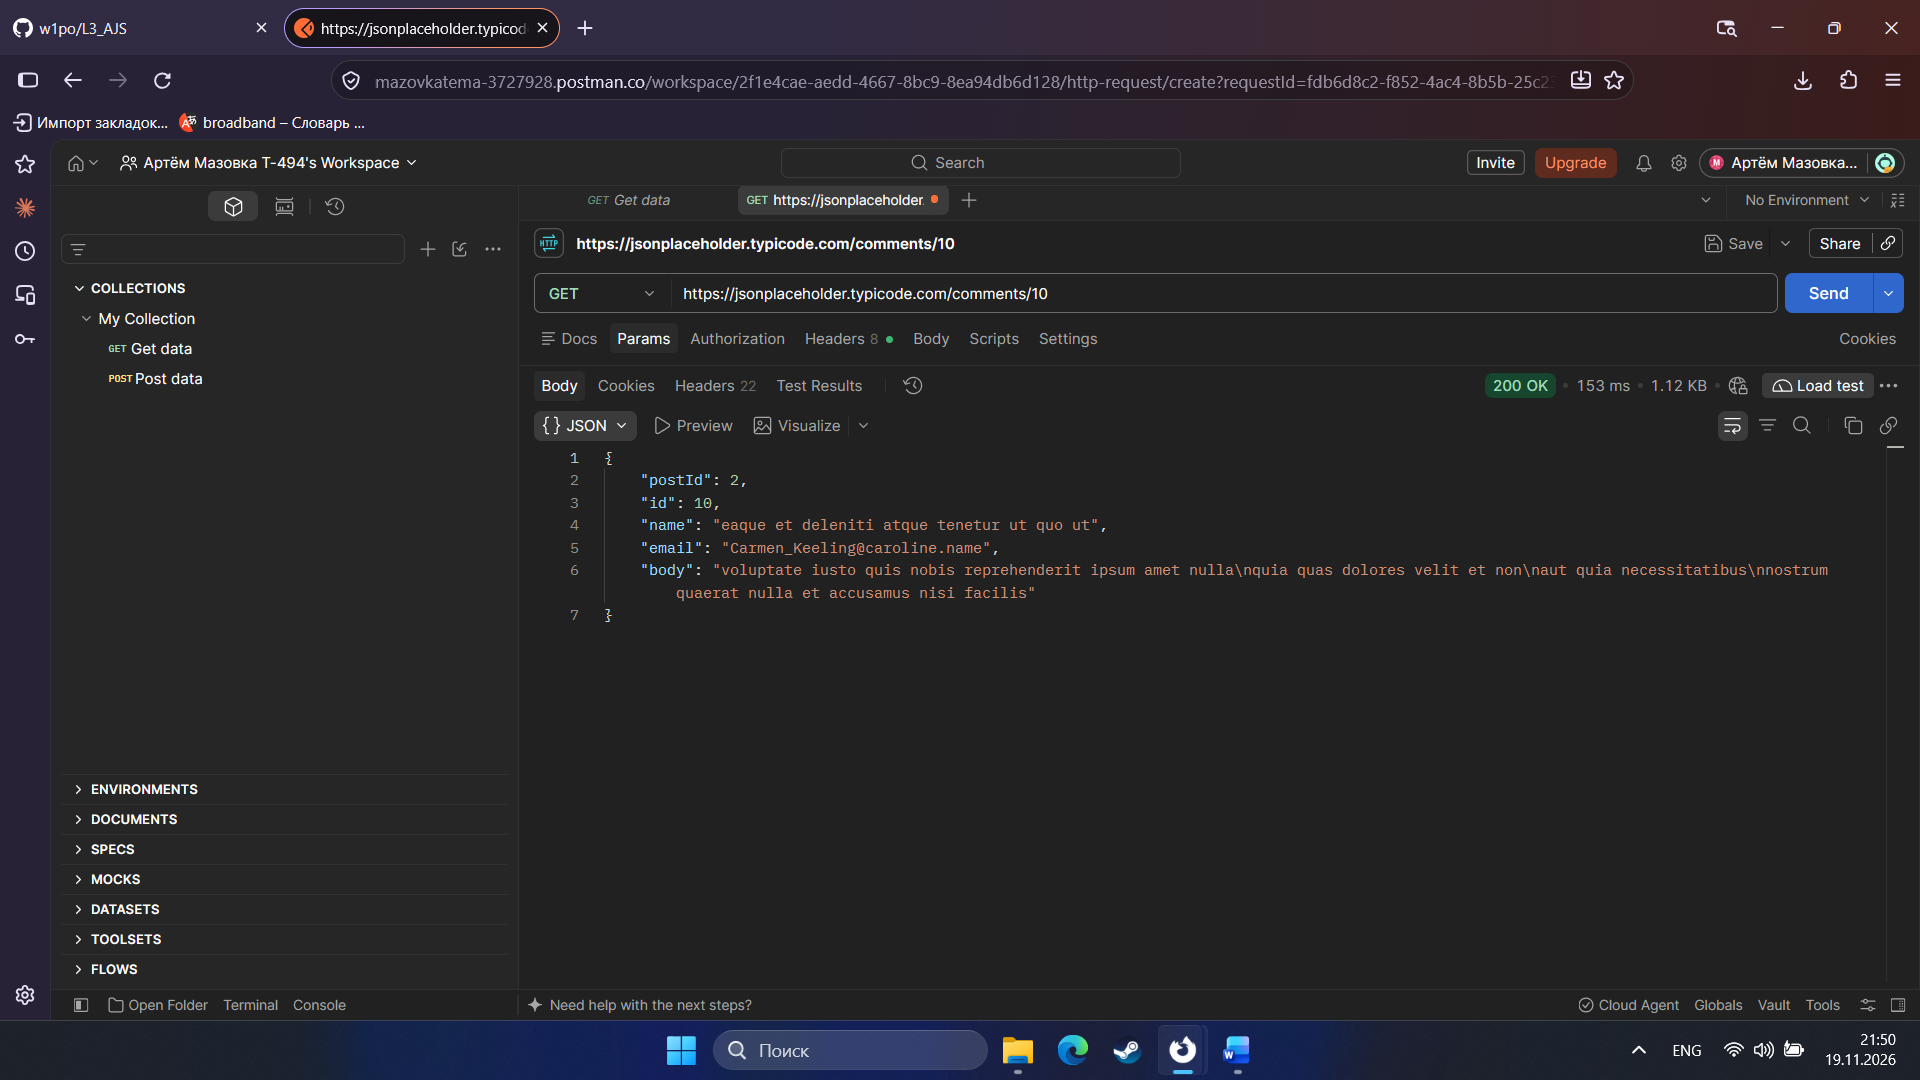 w1po/L3_AJS
https://jsonplaceholder.typicod
mazovkatema-3727928.postman.co/workspace/2f1e4cae-aedd-4667-8bc9-8ea94db6d128/http-request/create?requestId=fdb6d8c2-f852-4ac4-8b5b-25c2
Импорт закладок...
broadband – Словарь ...
Артём Мазовка Т-494's Workspace
Search
Invite
Upgrade
M
Артём Мазовка...
GET Get data
GET https://jsonplaceholder.
No Environment
HTTP
https://jsonplaceholder.typicode.com/comments/10
Save
Share
COLLECTIONS
My Collection
GET Get data
POST Post data
GET
https://jsonplaceholder.typicode.com/comments/10
Send
Docs
Params
Authorization
Headers 8
Body
Scripts
Settings
Cookies
Body
Cookies
Headers 22
Test Results
200 OK
153 ms
1.12 KB
Load test
{} JSON
Preview
Visualize
1 {
2 "postId": 2,
3 "id": 10,
4 "name": "eaque et deleniti atque tenetur ut quo ut",
5 "email": "Carmen_Keeling@caroline.name",
6 "body": "voluptate iusto quis nobis reprehenderit ipsum amet nulla\nquia quas dolores velit et non\naut quia necessitatibus\nnostrum
quaerat nulla et accusamus nisi facilis"
7 }
ENVIRONMENTS
DOCUMENTS
SPECS
MOCKS
DATASETS
TOOLSETS
FLOWS
Open Folder
Terminal
Console
Need help with the next steps?
Cloud Agent
Globals
Vault
Tools
Поиск
W
ENG
21:50
19.11.2026